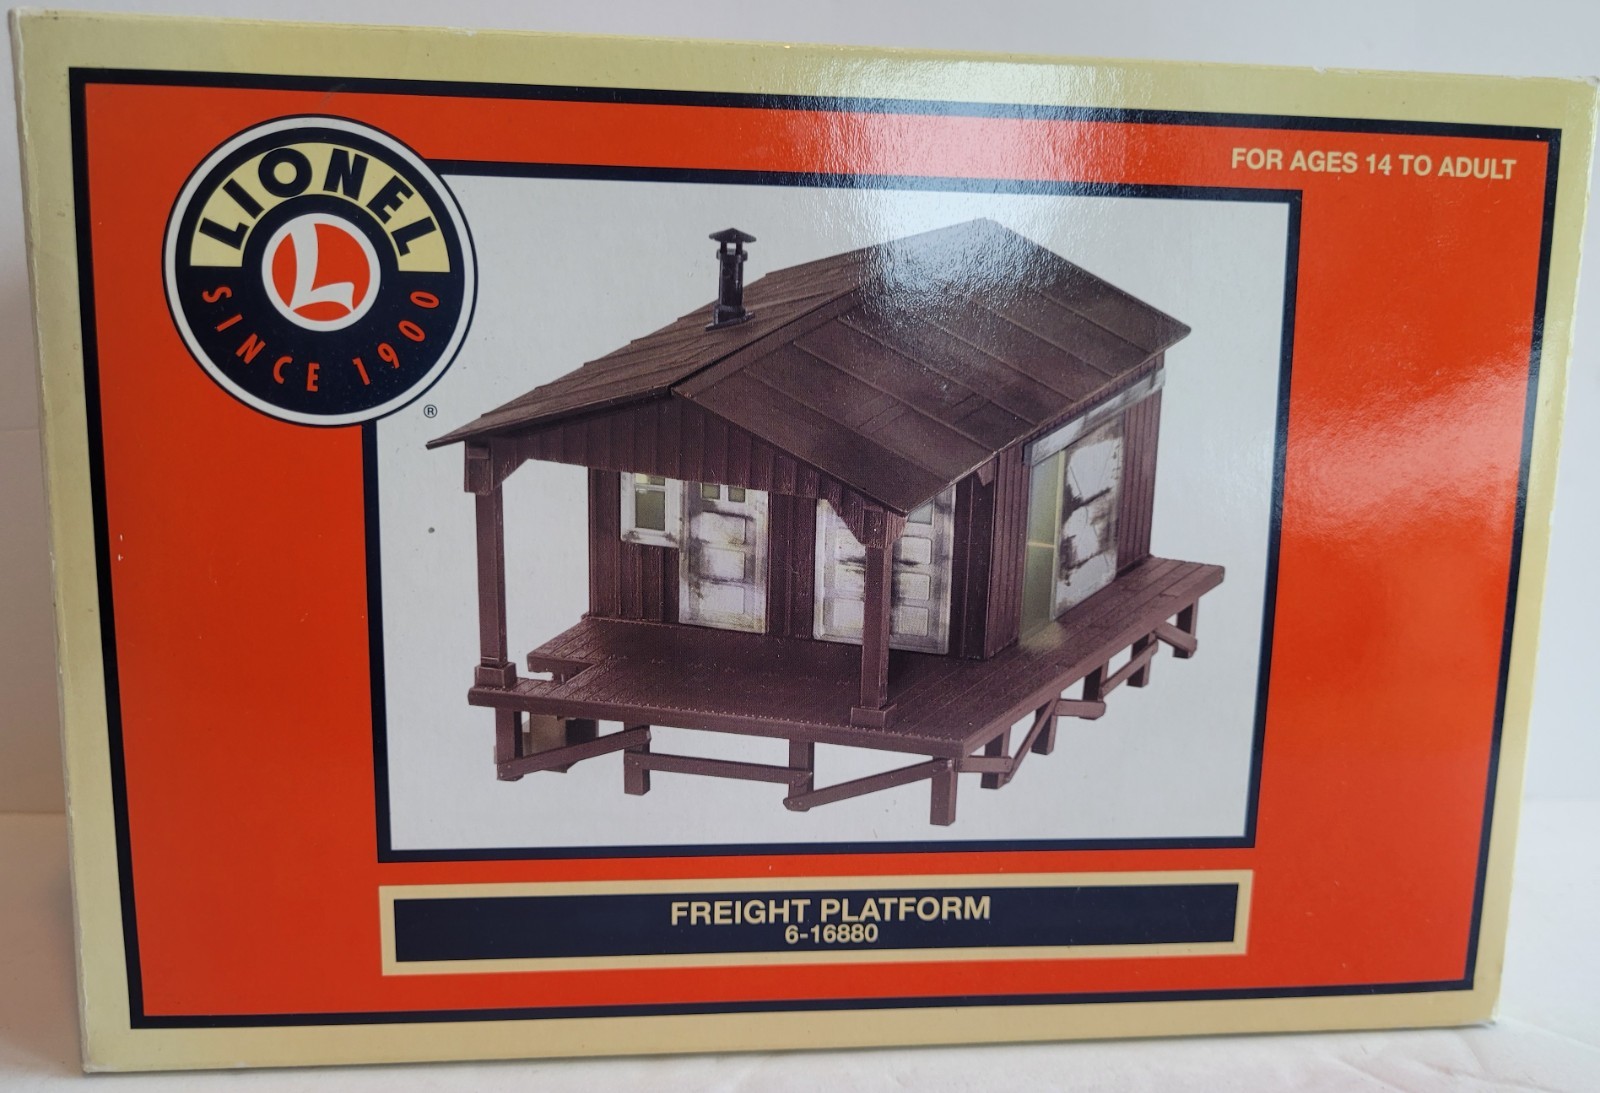 LIONEL
L
SINCE 1900
®
FOR AGES 14 TO ADULT
FREIGHT PLATFORM
6-16880